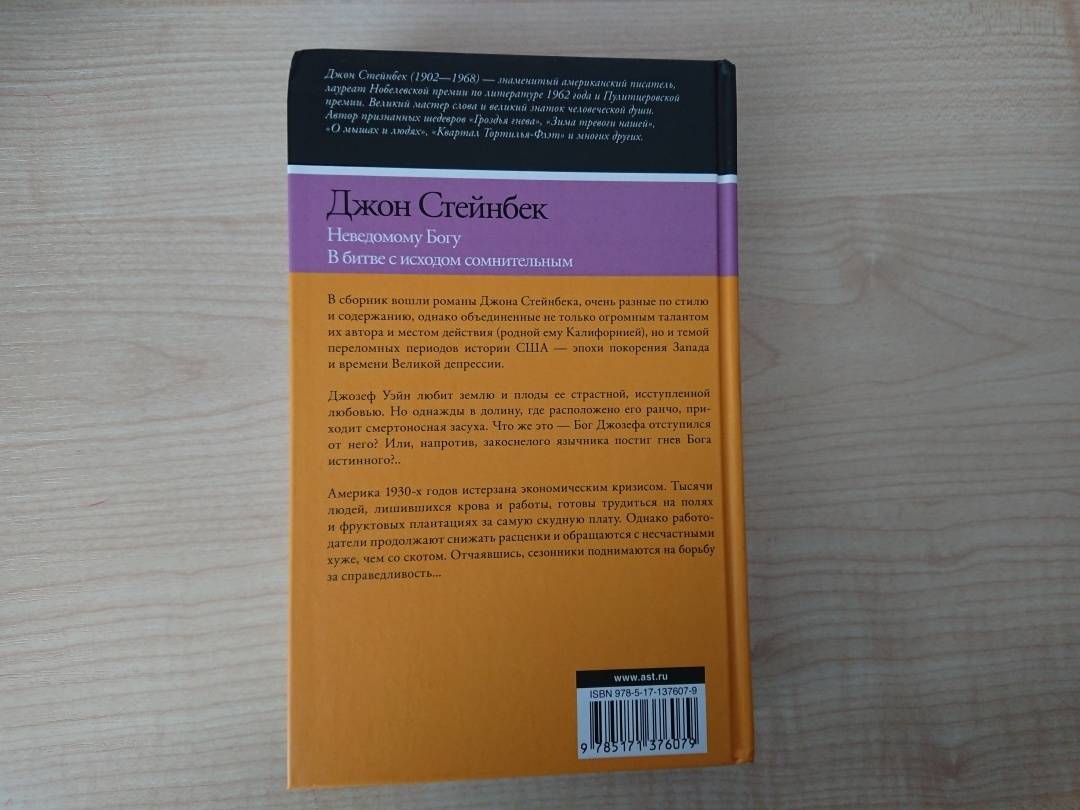 Джон Стейнбек (1902—1968) — знаменитый американский писатель,
лауреат Нобелевской премии по литературе 1962 года и Пулитцеровской
премии. Великий мастер слова и великий знаток человеческой души.
Автор признанных шедевров «Гроздья гнева», «Зима тревоги нашей»,
«О мышах и людях», «Квартал Тортилья-Флэт» и многих других.
Джон Стейнбек
Неведомому Богу
В битве с исходом сомнительным
В сборник вошли романы Джона Стейнбека, очень разные по стилю
и содержанию, однако объединенные не только огромным талантом
их автора и местом действия (родной ему Калифорнией), но и темой
переломных периодов истории США — эпохи покорения Запада
и времени Великой депрессии.
Джозеф Уэйн любит землю и плоды ее страстной, исступленной
любовью. Но однажды в долину, где расположено его ранчо, при-
ходит смертоносная засуха. Что же это — Бог Джозефа отступился
от него? Или, напротив, закоснелого язычника постиг гнев Бога
истинного?..
Америка 1930-х годов истерзана экономическим кризисом. Тысячи
людей, лишившихся крова и работы, готовы трудиться на полях
и фруктовых плантациях за самую скудную плату. Однако работо-
датели продолжают снижать расценки и обращаются с несчастными
хуже, чем со скотом. Отчаявшись, сезонники поднимаются на борьбу
за справедливость...
www.ast.ru
ISBN 978-5-17-137607-9
9 785171 376079